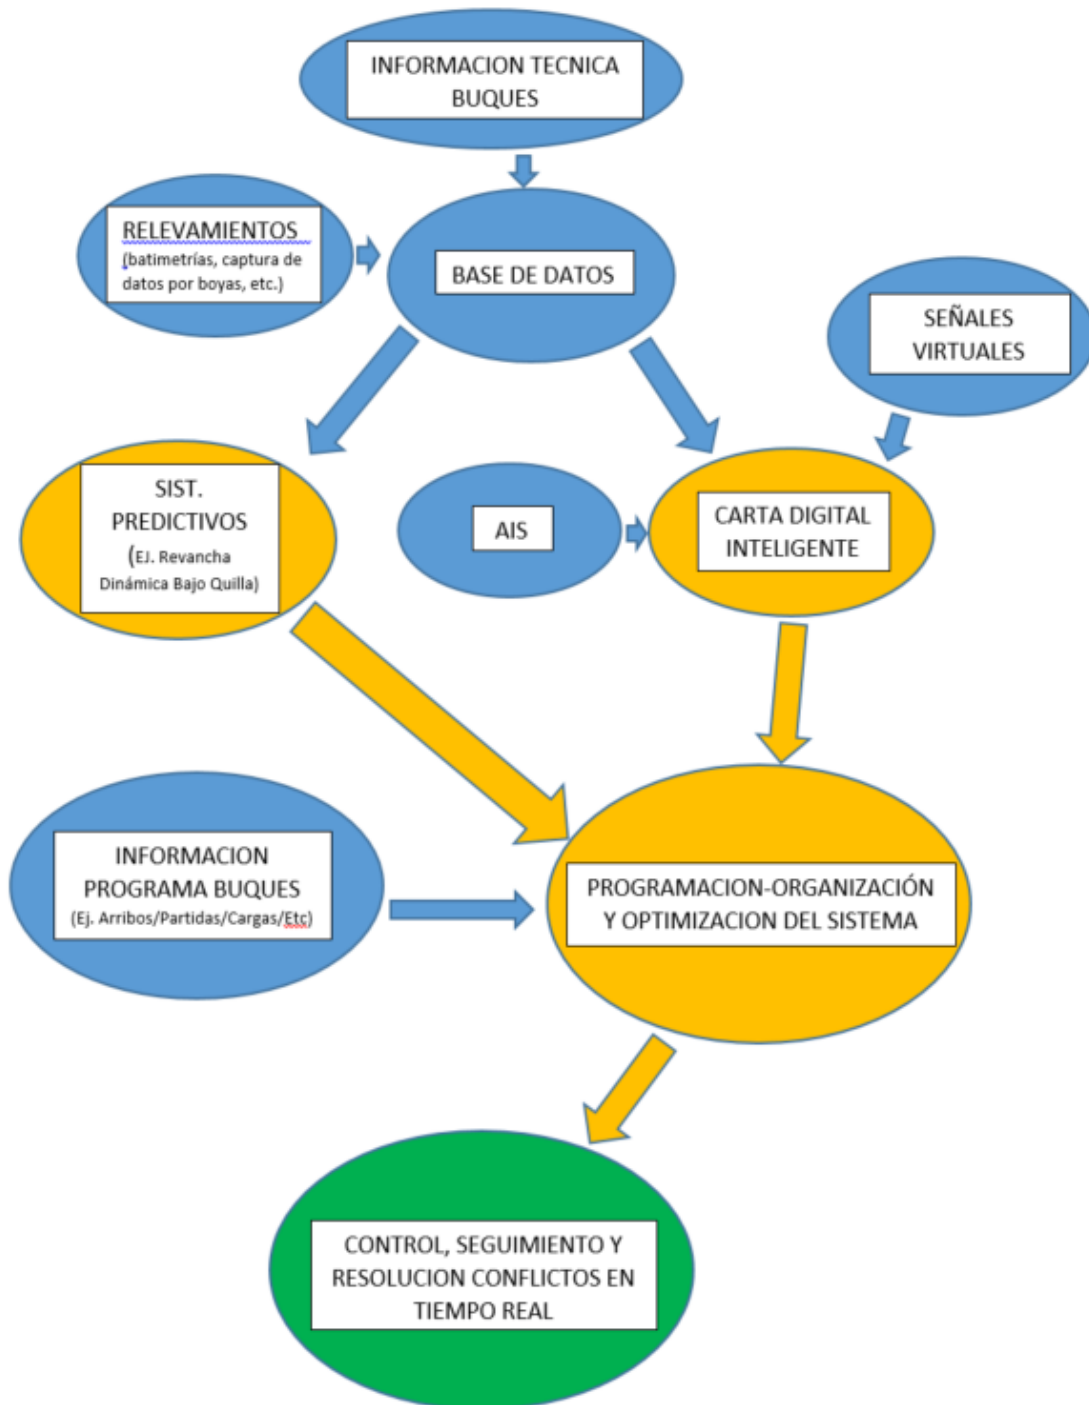 INFORMACION TECNICA
BUQUES
RELEVAMIENTOS
(batimetrías, captura de
datos por boyas, etc.)
BASE DE DATOS
SEÑALES
VIRTUALES
SIST.
PREDICTIVOS
(EJ. Revancha
Dinámica Bajo Quilla)
AIS
CARTA DIGITAL
INTELIGENTE
INFORMACION
PROGRAMA BUQUES
(Ej. Arribos/Partidas/Cargas/Etc)
PROGRAMACION-ORGANIZACIÓN
Y OPTIMIZACION DEL SISTEMA
CONTROL, SEGUIMIENTO Y
RESOLUCION CONFLICTOS EN
TIEMPO REAL